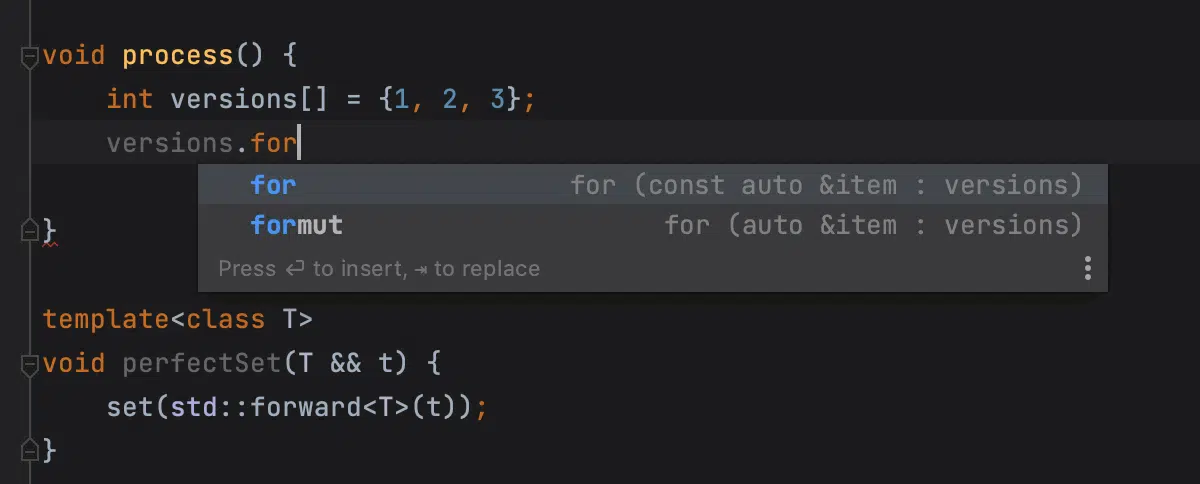 void process() {
    int versions[] = {1, 2, 3};
    versions.for
for for (const auto &item : versions)
formut for (auto &item : versions)
Press ↵ to insert, ⇥ to replace
}
template<class T>
void perfectSet(T && t) {
    set(std::forward<T>(t));
}